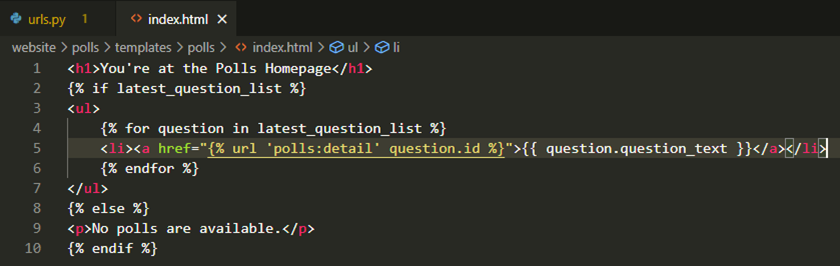 urls.py 1 index.html ×
website > polls > templates > polls > index.html > ul > li
1 <h1>You're at the Polls Homepage</h1>
2 {% if latest_question_list %}
3 <ul>
4 {% for question in latest_question_list %}
5 <li><a href="{% url 'polls:detail' question.id %}">{{ question.question_text }}</a></li>
6 {% endfor %}
7 </ul>
8 {% else %}
9 <p>No polls are available.</p>
10 {% endif %}